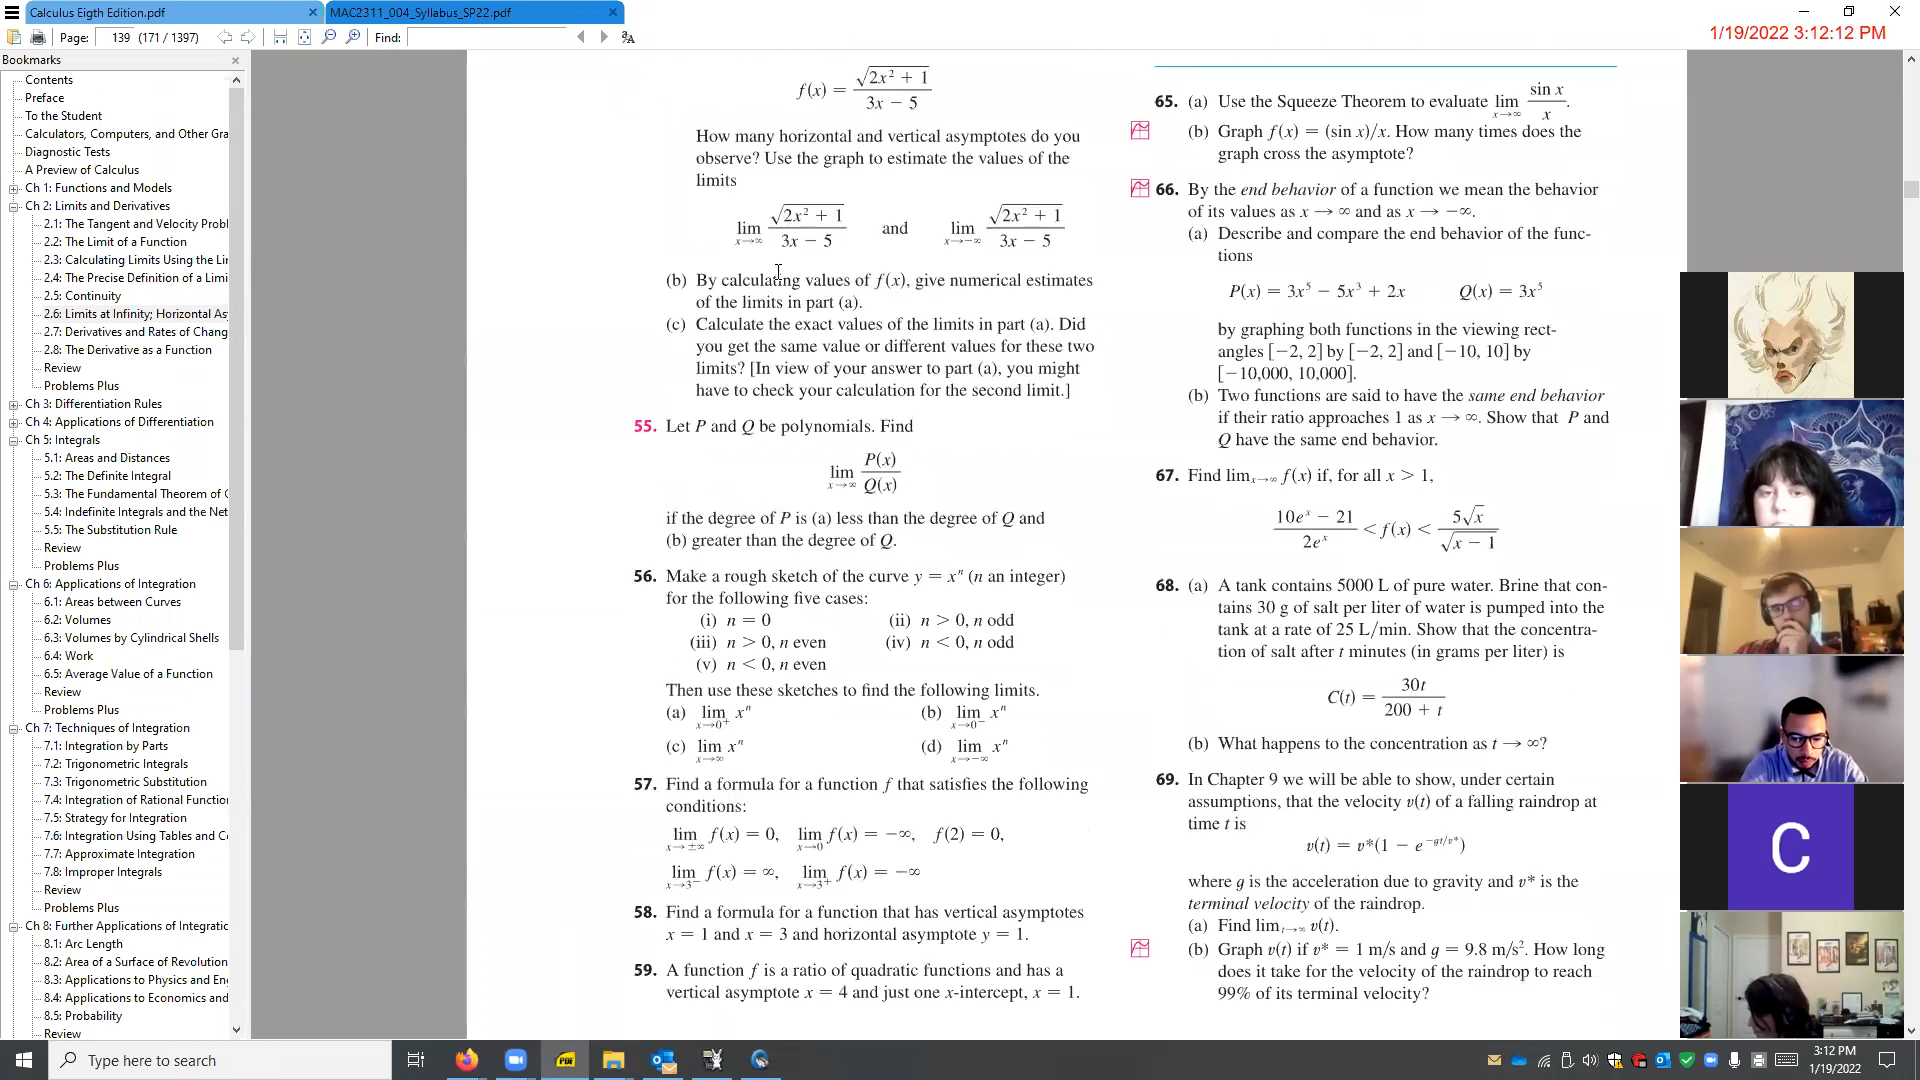 Calculus Eigth Edition.pdf
MAC2311_004_Syllabus_SP22.pdf
Page: 139 (171 / 1397)
Find:
1/19/2022 3:12:12 PM
Bookmarks
Contents
Preface
To the Student
Calculators, Computers, and Other Gra
Diagnostic Tests
A Preview of Calculus
Ch 1: Functions and Models
Ch 2: Limits and Derivatives
2.1: The Tangent and Velocity Probl
2.2: The Limit of a Function
2.3: Calculating Limits Using the Lir
2.4: The Precise Definition of a Limi
2.5: Continuity
2.6: Limits at Infinity; Horizontal As
2.7: Derivatives and Rates of Chang
2.8: The Derivative as a Function
Review
Problems Plus
Ch 3: Differentiation Rules
Ch 4: Applications of Differentiation
Ch 5: Integrals
5.1: Areas and Distances
5.2: The Definite Integral
5.3: The Fundamental Theorem of C
5.4: Indefinite Integrals and the Net
5.5: The Substitution Rule
Review
Problems Plus
Ch 6: Applications of Integration
6.1: Areas between Curves
6.2: Volumes
6.3: Volumes by Cylindrical Shells
6.4: Work
6.5: Average Value of a Function
Review
Problems Plus
Ch 7: Techniques of Integration
7.1: Integration by Parts
7.2: Trigonometric Integrals
7.3: Trigonometric Substitution
7.4: Integration of Rational Function
7.5: Strategy for Integration
7.6: Integration Using Tables and Co
7.7: Approximate Integration
7.8: Improper Integrals
Review
Problems Plus
Ch 8: Further Applications of Integratic
8.1: Arc Length
8.2: Area of a Surface of Revolution
8.3: Applications to Physics and Eng
8.4: Applications to Economics and
8.5: Probability
Review
f(x) = √(2x² + 1) / (3x − 5)
How many horizontal and vertical asymptotes do you
observe? Use the graph to estimate the values of the
limits
lim x→∞ √(2x² + 1) / (3x − 5) and lim x→−∞ √(2x² + 1) / (3x − 5)
(b) By calculating values of f(x), give numerical estimates
of the limits in part (a).
(c) Calculate the exact values of the limits in part (a). Did
you get the same value or different values for these two
limits? [In view of your answer to part (a), you might
have to check your calculation for the second limit.]
55. Let P and Q be polynomials. Find
lim x→∞ P(x) / Q(x)
if the degree of P is (a) less than the degree of Q and
(b) greater than the degree of Q.
56. Make a rough sketch of the curve y = xⁿ (n an integer)
for the following five cases:
(i) n = 0 (ii) n > 0, n odd
(iii) n > 0, n even (iv) n < 0, n odd
(v) n < 0, n even
Then use these sketches to find the following limits.
(a) lim x→0⁺ xⁿ (b) lim x→0⁻ xⁿ
(c) lim x→∞ xⁿ (d) lim x→−∞ xⁿ
57. Find a formula for a function f that satisfies the following
conditions:
lim x→±∞ f(x) = 0, lim x→0 f(x) = −∞, f(2) = 0,
lim x→3⁻ f(x) = ∞, lim x→3⁺ f(x) = −∞
58. Find a formula for a function that has vertical asymptotes
x = 1 and x = 3 and horizontal asymptote y = 1.
59. A function f is a ratio of quadratic functions and has a
vertical asymptote x = 4 and just one x-intercept, x = 1.
65. (a) Use the Squeeze Theorem to evaluate lim x→∞ sin x / x.
(b) Graph f(x) = (sin x)/x. How many times does the
graph cross the asymptote?
66. By the end behavior of a function we mean the behavior
of its values as x → ∞ and as x → −∞.
(a) Describe and compare the end behavior of the func-
tions
P(x) = 3x⁵ − 5x³ + 2x Q(x) = 3x⁵
by graphing both functions in the viewing rect-
angles [−2, 2] by [−2, 2] and [−10, 10] by
[−10,000, 10,000].
(b) Two functions are said to have the same end behavior
if their ratio approaches 1 as x → ∞. Show that P and
Q have the same end behavior.
67. Find lim x→∞ f(x) if, for all x > 1,
(10eˣ − 21) / 2eˣ < f(x) < 5√x / √(x − 1)
68. (a) A tank contains 5000 L of pure water. Brine that con-
tains 30 g of salt per liter of water is pumped into the
tank at a rate of 25 L/min. Show that the concentra-
tion of salt after t minutes (in grams per liter) is
C(t) = 30t / (200 + t)
(b) What happens to the concentration as t → ∞?
69. In Chapter 9 we will be able to show, under certain
assumptions, that the velocity v(t) of a falling raindrop at
time t is
v(t) = v*(1 − e^(−gt/v*))
where g is the acceleration due to gravity and v* is the
terminal velocity of the raindrop.
(a) Find lim t→∞ v(t).
(b) Graph v(t) if v* = 1 m/s and g = 9.8 m/s². How long
does it take for the velocity of the raindrop to reach
99% of its terminal velocity?
C
Type here to search
PDF
3:12 PM
1/19/2022